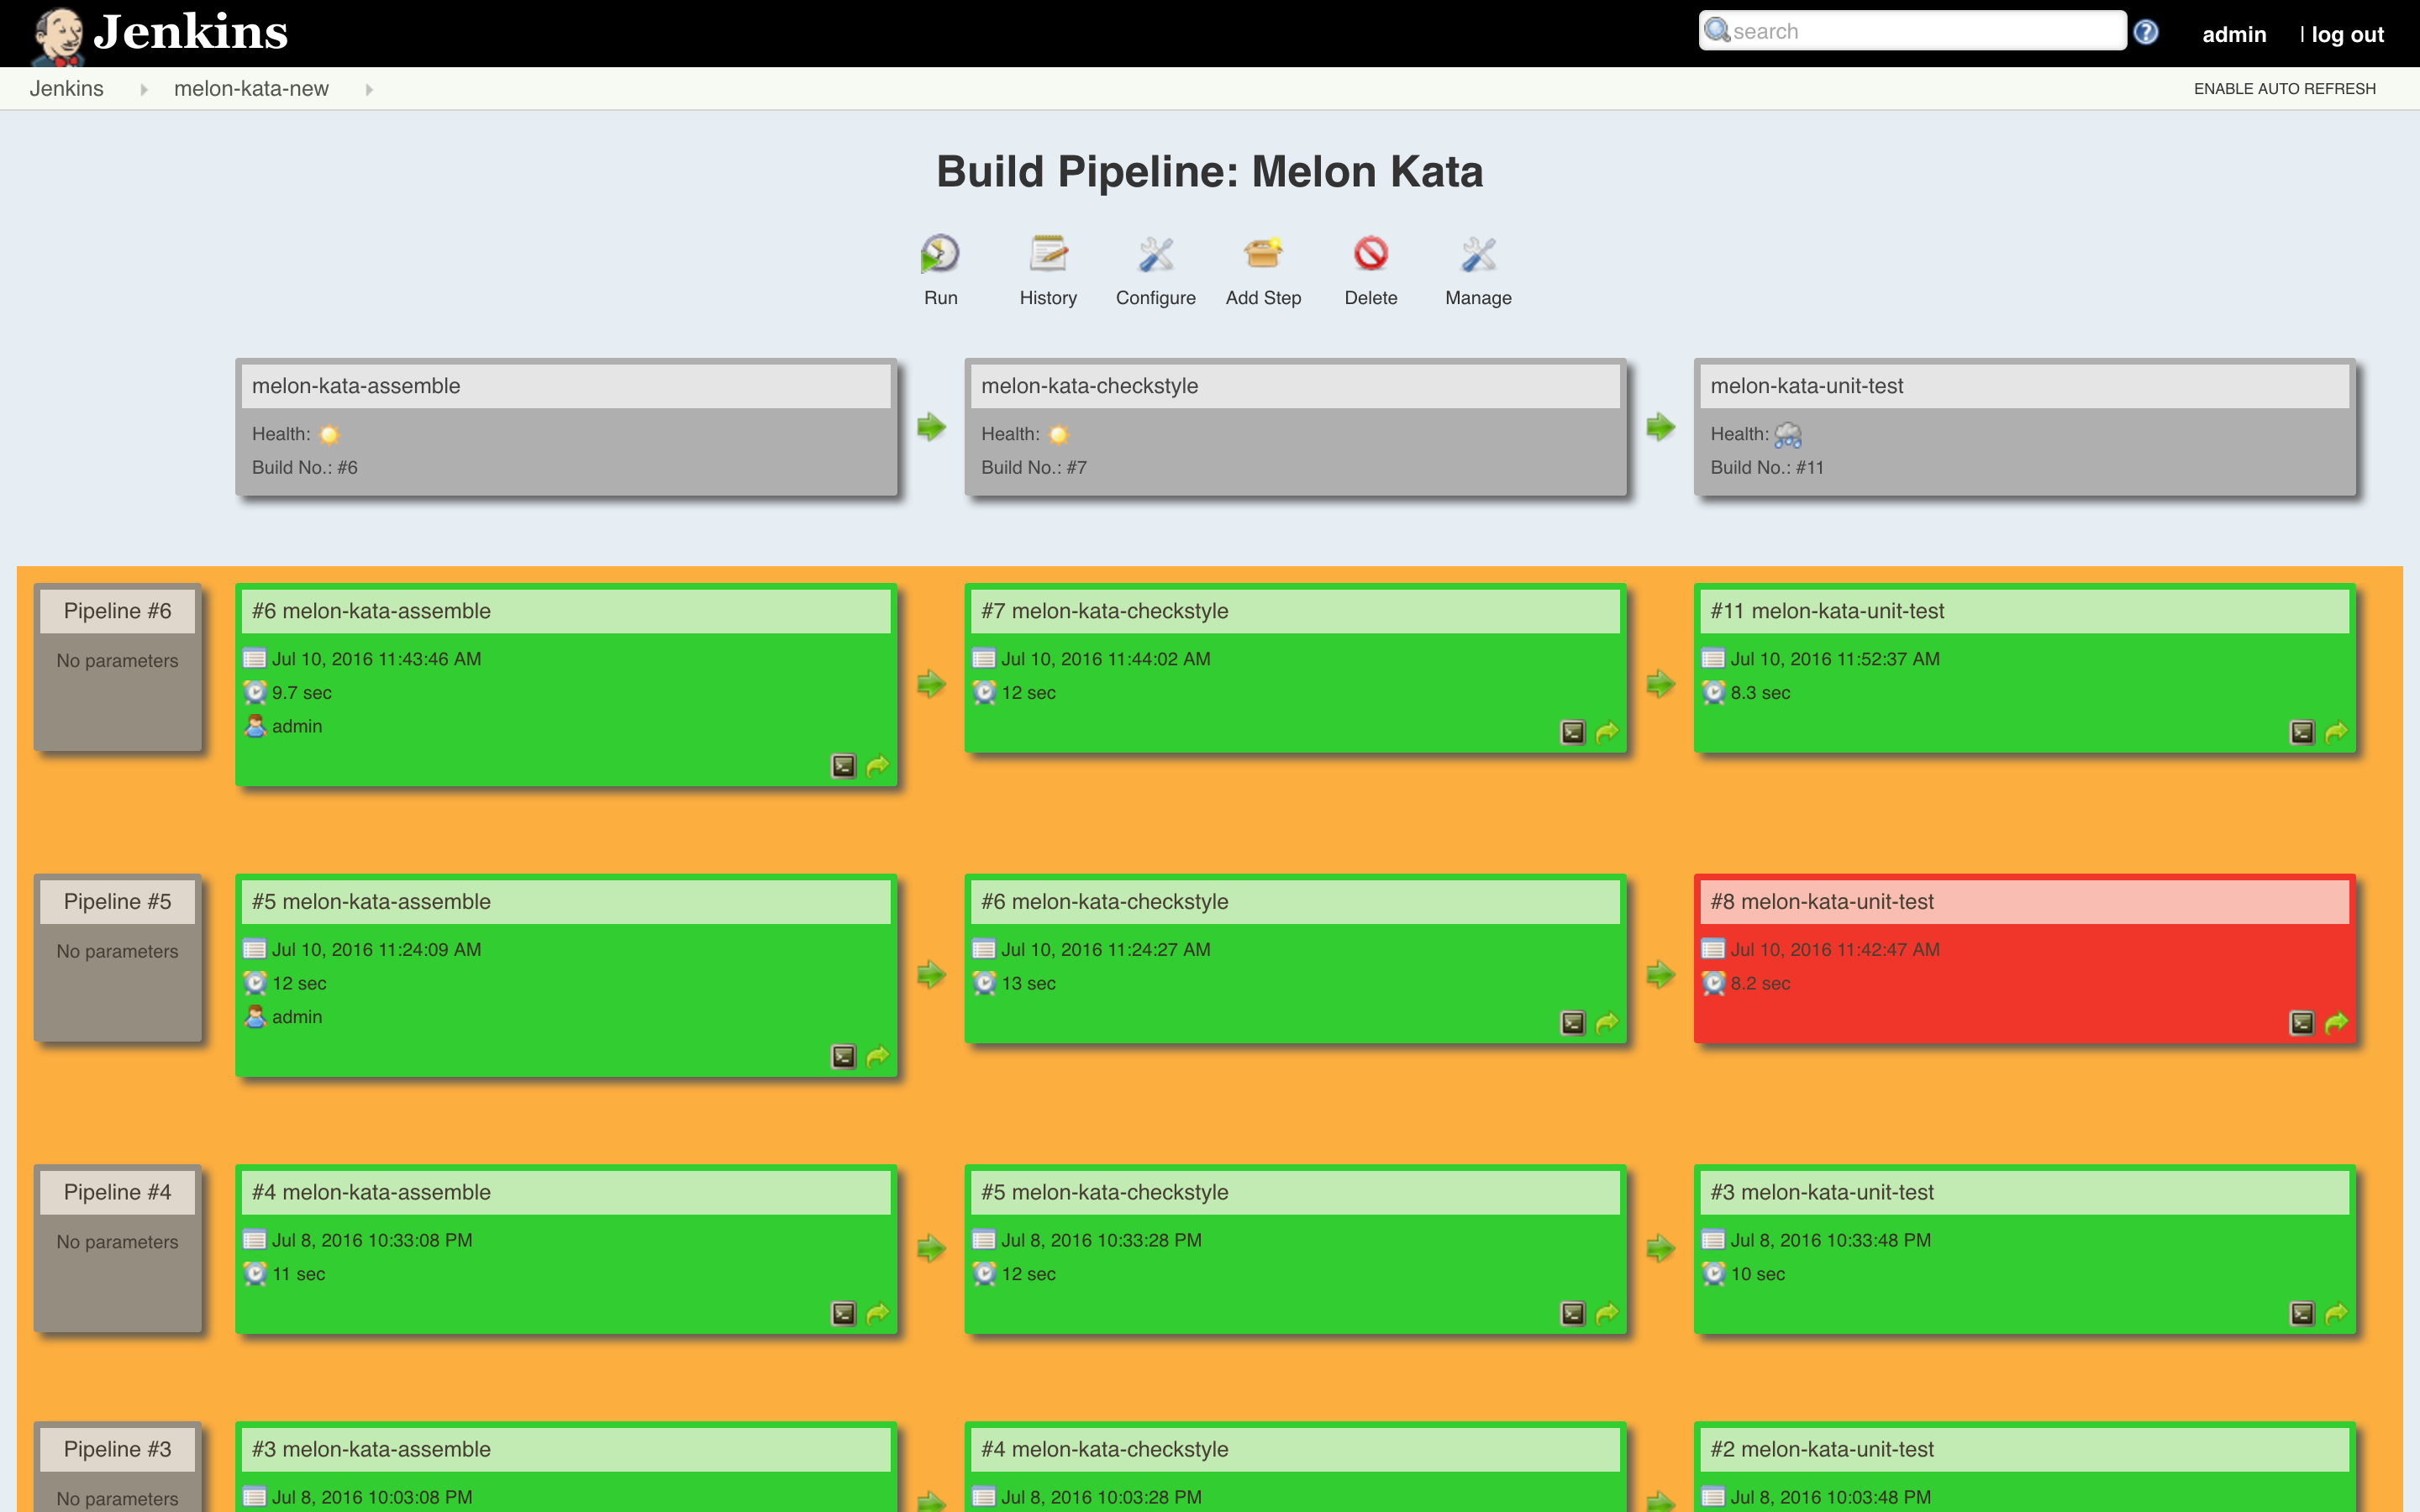 Jenkins
search
admin
| log out
Jenkins
melon-kata-new
ENABLE AUTO REFRESH
Build Pipeline: Melon Kata
Run
History
Configure
Add Step
Delete
Manage
melon-kata-assemble
Health:
Build No.: #6
melon-kata-checkstyle
Health:
Build No.: #7
melon-kata-unit-test
Health:
Build No.: #11
Pipeline #6
No parameters
#6 melon-kata-assemble
Jul 10, 2016 11:43:46 AM
9.7 sec
admin
#7 melon-kata-checkstyle
Jul 10, 2016 11:44:02 AM
12 sec
#11 melon-kata-unit-test
Jul 10, 2016 11:52:37 AM
8.3 sec
Pipeline #5
No parameters
#5 melon-kata-assemble
Jul 10, 2016 11:24:09 AM
12 sec
admin
#6 melon-kata-checkstyle
Jul 10, 2016 11:24:27 AM
13 sec
#8 melon-kata-unit-test
Jul 10, 2016 11:42:47 AM
8.2 sec
Pipeline #4
No parameters
#4 melon-kata-assemble
Jul 8, 2016 10:33:08 PM
11 sec
#5 melon-kata-checkstyle
Jul 8, 2016 10:33:28 PM
12 sec
#3 melon-kata-unit-test
Jul 8, 2016 10:33:48 PM
10 sec
Pipeline #3
No parameters
#3 melon-kata-assemble
Jul 8, 2016 10:03:08 PM
#4 melon-kata-checkstyle
Jul 8, 2016 10:03:28 PM
#2 melon-kata-unit-test
Jul 8, 2016 10:03:48 PM